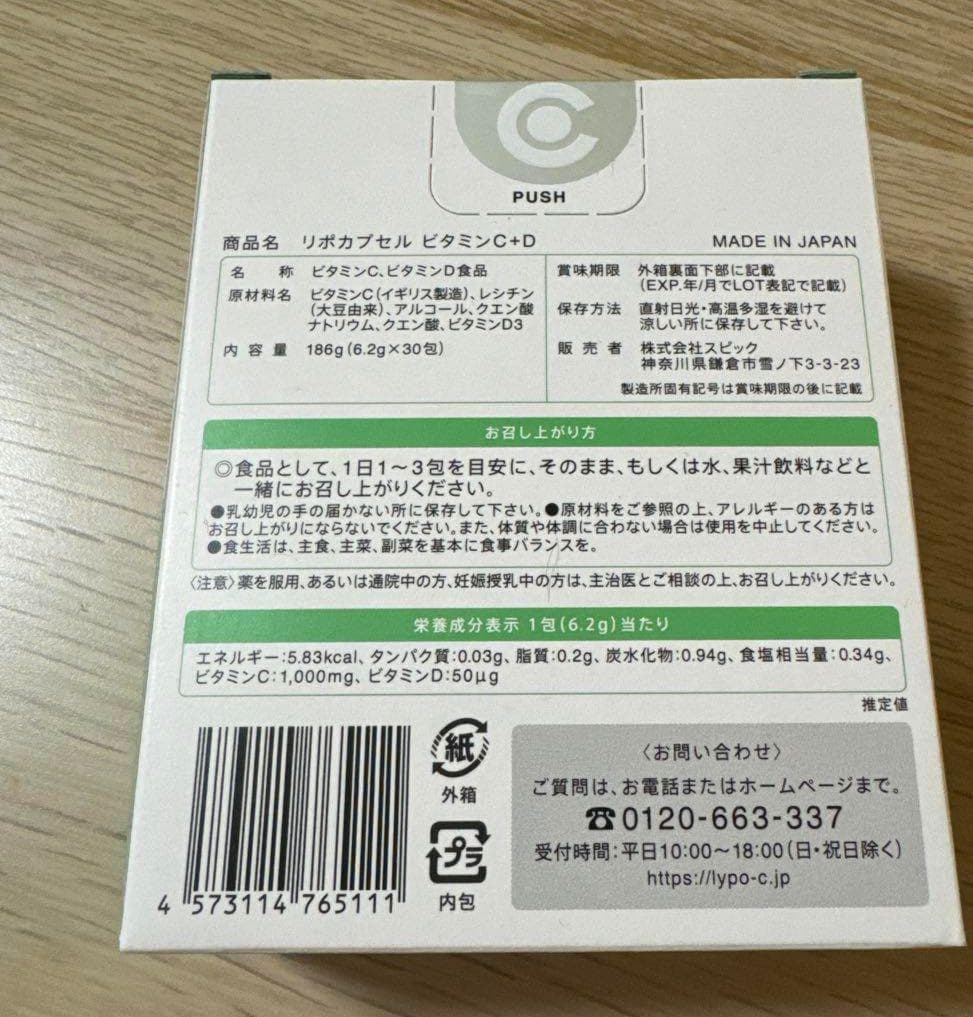 C
PUSH
商品名 リポカプセル ビタミンC+D
MADE IN JAPAN
名 称 ビタミンC、ビタミンD食品
原材料名 ビタミンC(イギリス製造)、レシチン
(大豆由来)、アルコール、クエン酸
ナトリウム、クエン酸、ビタミンD3
内 容 量 186g(6.2g×30包)
賞味期限 外箱裏面下部に記載
(EXP.年/月でLOT表記で記載)
保存方法 直射日光・高温多湿を避けて
涼しい所に保存して下さい。
販 売 者 株式会社スピック
神奈川県鎌倉市雪ノ下3-3-23
製造所固有記号は賞味期限の後に記載
お召し上がり方
◎食品として、1日1〜3包を目安に、そのまま、もしくは水、果汁飲料などと
一緒にお召し上がりください。
●乳幼児の手の届かない所に保存して下さい。●原材料をご参照の上、アレルギーのある方は
お召し上がりにならないでください。また、体質や体調に合わない場合は使用を中止してください。
●食生活は、主食、主菜、副菜を基本に食事バランスを。
〈注意〉薬を服用、あるいは通院中の方、妊娠授乳中の方は、主治医とご相談の上、お召し上がりください。
栄養成分表示 1包(6.2g)当たり
エネルギー:5.83kcal、タンパク質:0.03g、脂質:0.2g、炭水化物:0.94g、食塩相当量:0.34g、
ビタミンC:1,000mg、ビタミンD:50μg
推定値
4 573114 765111
紙
外箱
プラ
内包
〈お問い合わせ〉
ご質問は、お電話またはホームページまで。
☎0120-663-337
受付時間:平日10:00〜18:00(日・祝日除く)
https://lypo-c.jp